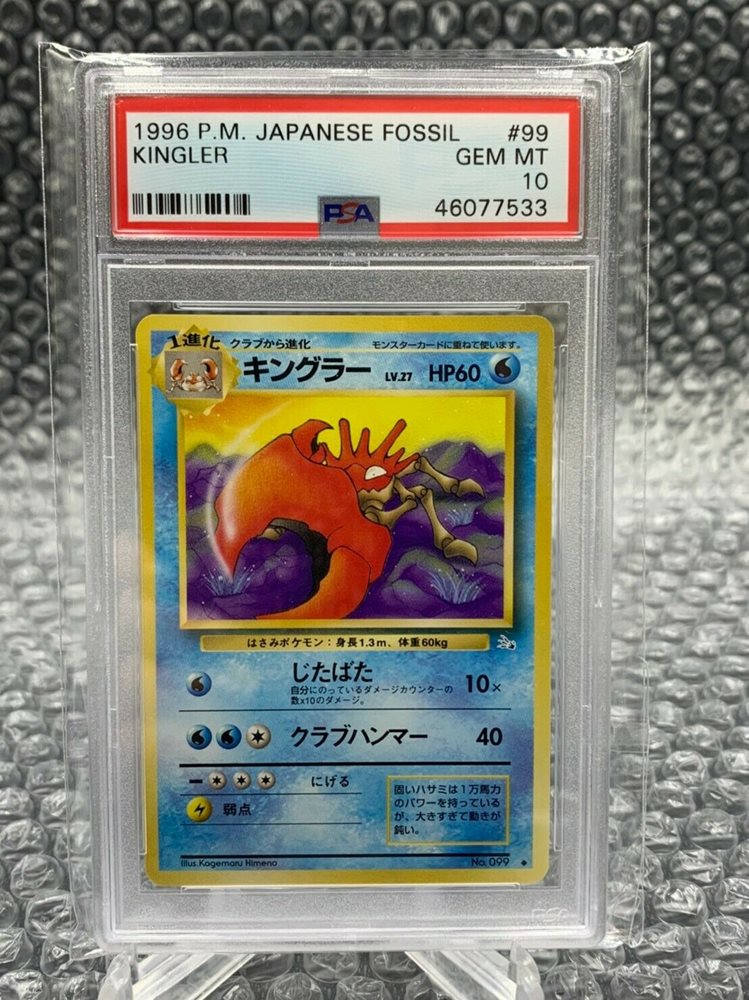 1996 P.M. JAPANESE FOSSIL #99
KINGLER GEM MT
10
PSA 46077533
1進化 クラブから進化 モンスターカードに重ねて使います。
キングラー LV.27 HP60
はさみポケモン：身長1.3m、体重60kg
じたばた 10×
自分にのっているダメージカウンターの
数x10のダメージ。
クラブハンマー 40
にげる
弱点
固いハサミは1万馬力
のパワーを持っている
が、大きすぎて動きが
鈍い。
Illus.Kagemaru Himeno No. 099